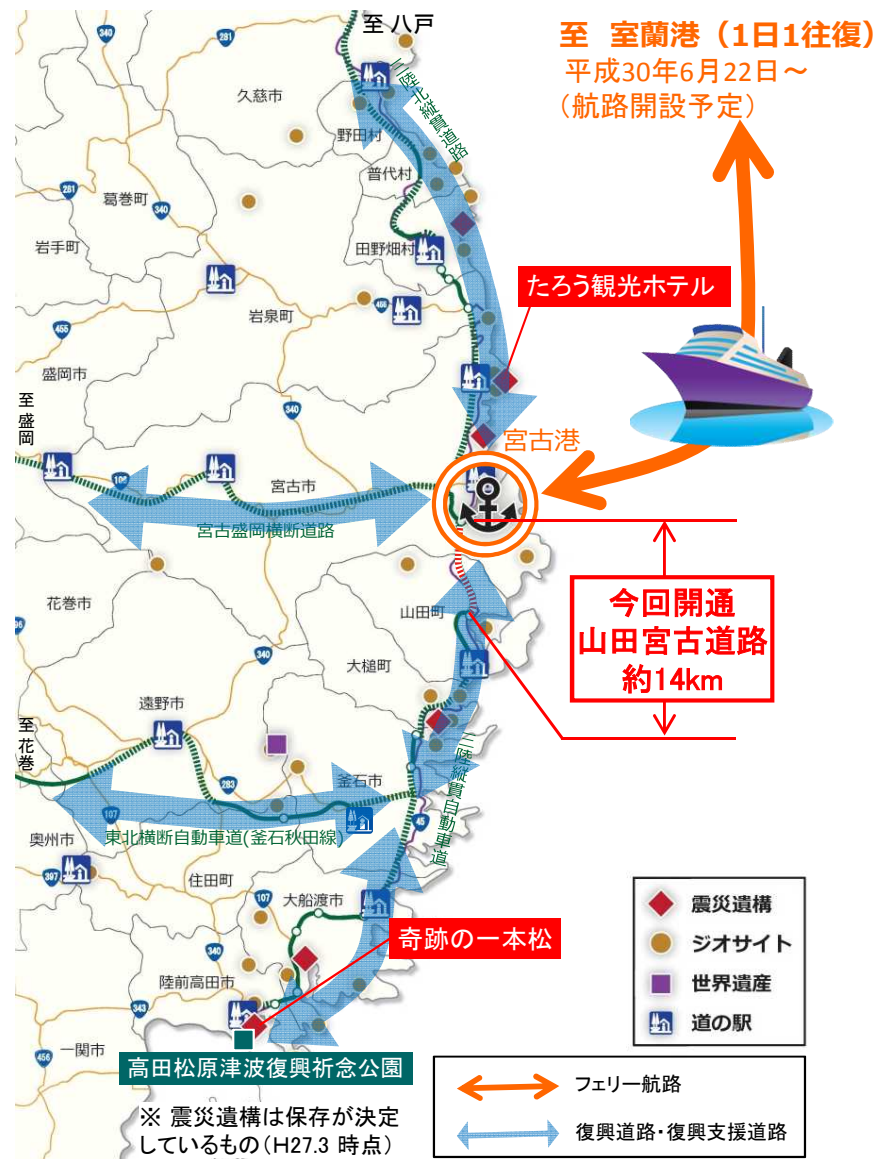 至 八戸
至 室蘭港（1日1往復）
平成30年6月22日～
（航路開設予定）
340
281
395
久慈市
野田村
三陸北縦貫道路
普代村
281
葛巻町
340
岩手町
田野畑村
たろう観光ホテル
岩泉町
455
455
盛岡市
至盛岡
340
宮古港
106
宮古市
宮古盛岡横断道路
今回開通
山田宮古道路
約14km
花巻市
山田町
340
大槌町
遠野市
至花巻
283
釜石市
三陸縦貫自動車道
107
45
東北横断自動車道(釜石秋田線)
奥州市
397
住田町
107
大船渡市
奇跡の一本松
340
陸前高田市
343
一関市
456
高田松原津波復興祈念公園
※ 震災遺構は保存が決定
しているもの（H27.3 時点）
震災遺構
ジオサイト
世界遺産
道の駅
フェリー航路
復興道路・復興支援道路